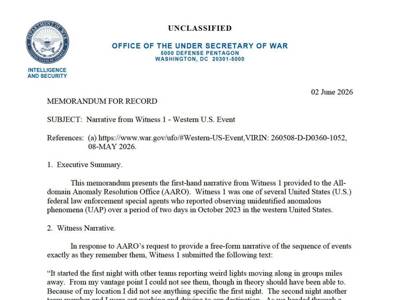 UNCLASSIFIED
OFFICE OF THE UNDER SECRETARY OF WAR
5000 DEFENSE PENTAGON
WASHINGTON, DC 20301-5000
INTELLIGENCE
AND SECURITY
02 June 2026
MEMORANDUM FOR RECORD
SUBJECT: Narrative from Witness 1 - Western U.S. Event
References: (a) https://www.war.gov/ufo/#Western-US-Event,VIRIN: 260508-D-D0360-1052,
08-MAY 2026.
1. Executive Summary.
This memorandum presents the first-hand narrative from Witness 1 provided to the All-
domain Anomaly Resolution Office (AARO). Witness 1 was one of several United States (U.S.)
federal law enforcement special agents who reported observing unidentified anomalous
phenomena (UAP) over a period of two days in October 2023 in the western United States.
2. Witness Narrative.
In response to AARO's request to provide a free-form narrative of the sequence of events
exactly as they remember them, Witness 1 submitted the following text:
"It started the first night with other teams reporting weird lights moving along in groups miles
away. From my vantage point I could not see them, though in theory should have been able to.
Because of my location I did not see anything specific the first night. The second night another